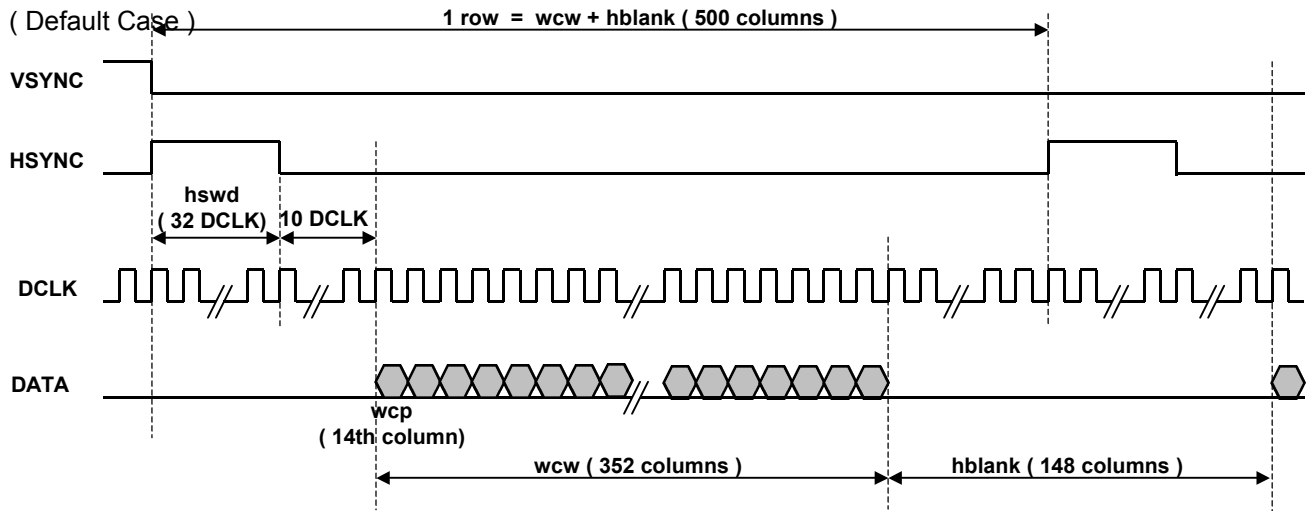 ( Default Case )
1 row = wcw + hblank ( 500 columns )
VSYNC
HSYNC
hswd
( 32 DCLK)
10 DCLK
DCLK
DATA
wcp
( 14th column)
wcw ( 352 columns )
hblank ( 148 columns )